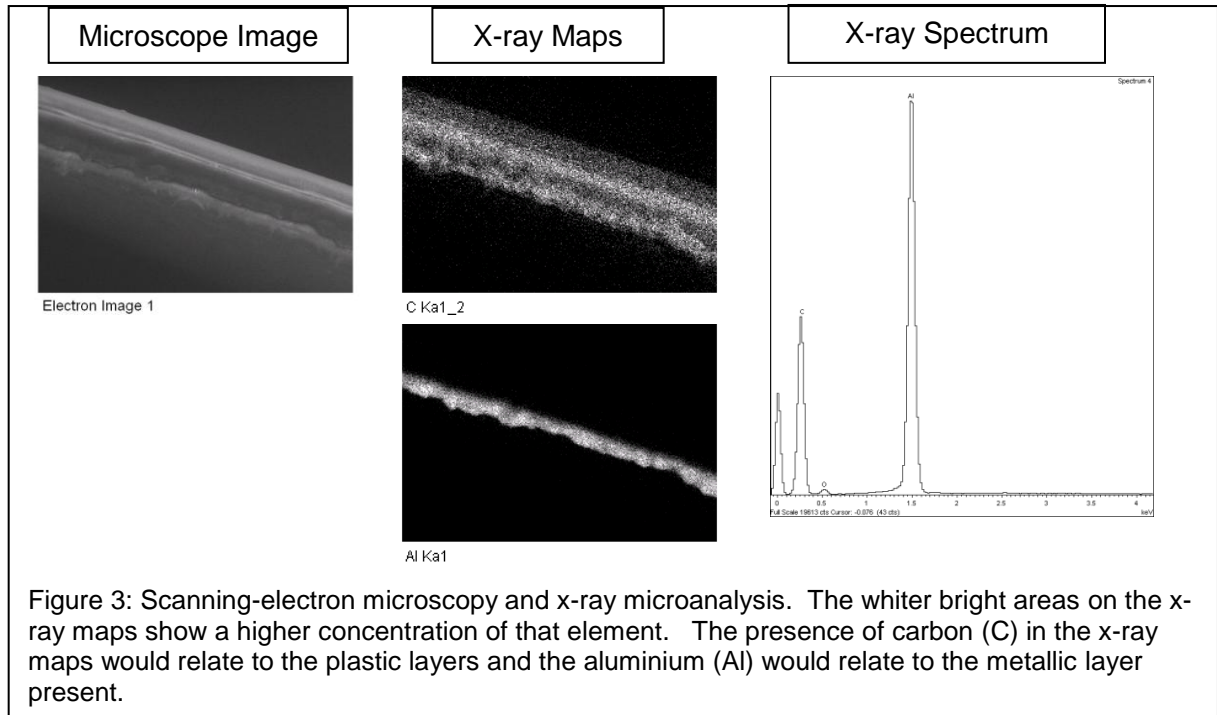 Microscope Image
X-ray Maps
X-ray Spectrum
Electron Image 1
C Ka1_2
Al Ka1
Spectrum 4
Al
C
O
0 0.5 1 1.5 2 2.5 3 3.5 4
Full Scale 19613 cts Cursor: -0.076 (43 cts) keV
Figure 3: Scanning-electron microscopy and x-ray microanalysis. The whiter bright areas on the x-
ray maps show a higher concentration of that element. The presence of carbon (C) in the x-ray
maps would relate to the plastic layers and the aluminium (Al) would relate to the metallic layer
present.